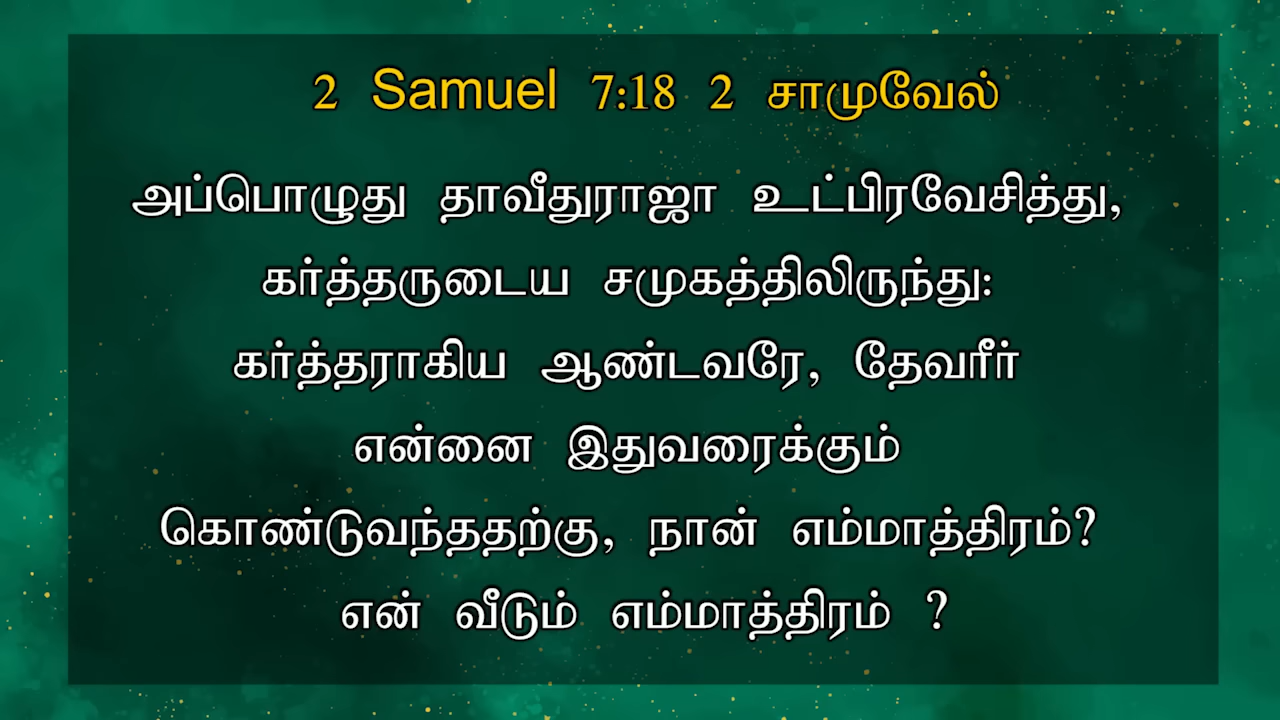 2 Samuel 7:18 2 சாமுவேல்
அப்பொழுது தாவீதுராஜா உட்பிரவேசித்து,
கர்த்தருடைய சமுகத்திலிருந்து:
கர்த்தராகிய ஆண்டவரே, தேவரீர்
என்னை இதுவரைக்கும்
கொண்டுவந்ததற்கு, நான் எம்மாத்திரம்?
என் வீடும் எம்மாத்திரம் ?